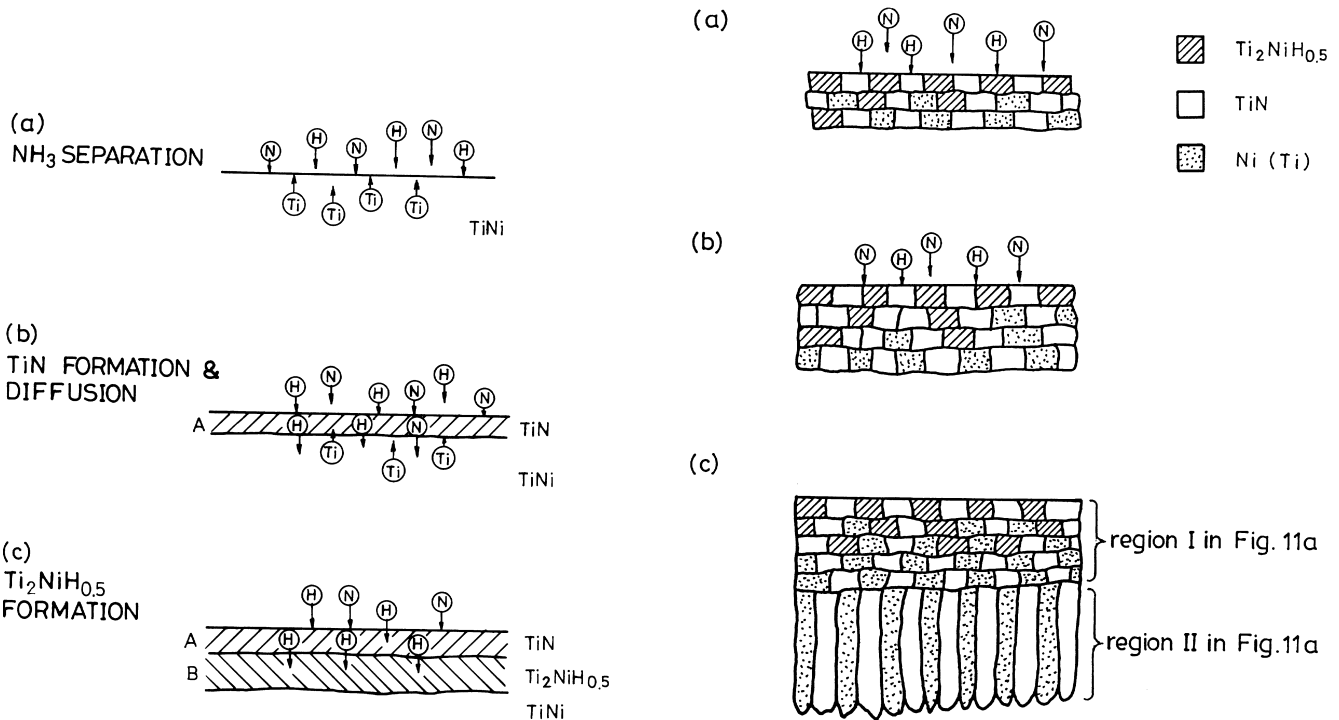 (a)
NH₃ SEPARATION
N
H
N
H
N
H
Ti
Ti
Ti
Ti
TiNi
(b)
TiN FORMATION &
DIFFUSION
H
N
H
N
H
N
A
H
H
N
TiN
Ti
Ti
Ti
TiNi
(c)
Ti₂NiH₀.₅
FORMATION
H
N
H
N
A
H
H
H
TiN
B
Ti₂NiH₀.₅
TiNi
(a)
H
N
H
N
H
N
Ti₂NiH₀.₅
TiN
Ni (Ti)
(b)
N
H
N
H
N
(c)
region I in Fig. 11a
region II in Fig. 11a